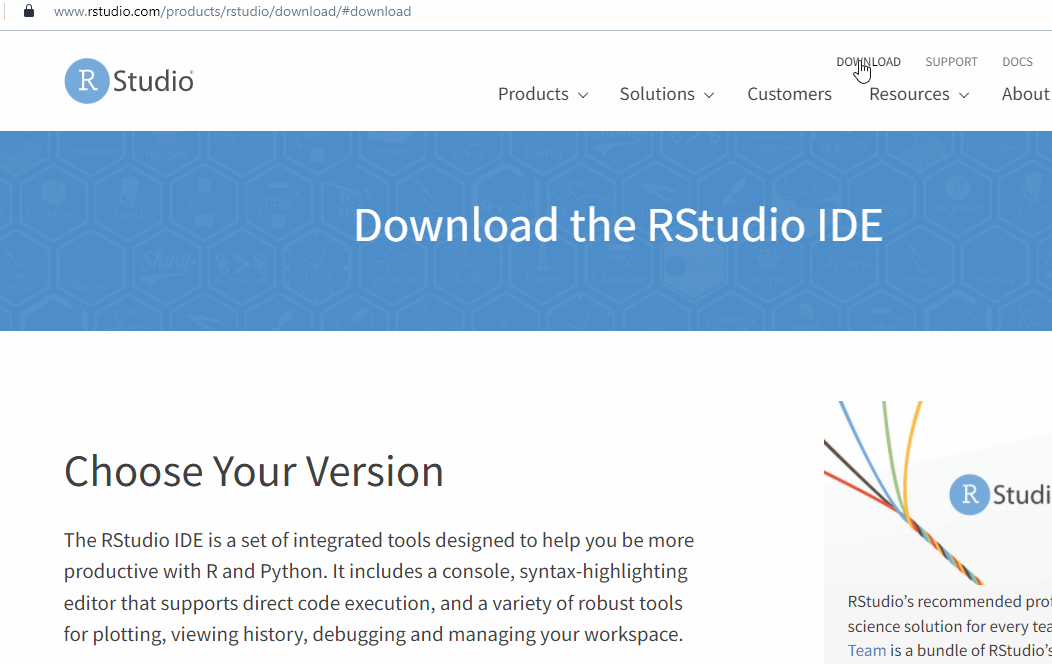 www.rstudio.com/products/rstudio/download/#download
DOWNLOAD SUPPORT DOCS
R Studio
Products Solutions Customers Resources About
Shiny
Download the RStudio IDE
Choose Your Version
R Studi
The RStudio IDE is a set of integrated tools designed to help you be more
productive with R and Python. It includes a console, syntax-highlighting
editor that supports direct code execution, and a variety of robust tools
for plotting, viewing history, debugging and managing your workspace.
RStudio’s recommended prof
science solution for every tea
Team is a bundle of RStudio’s